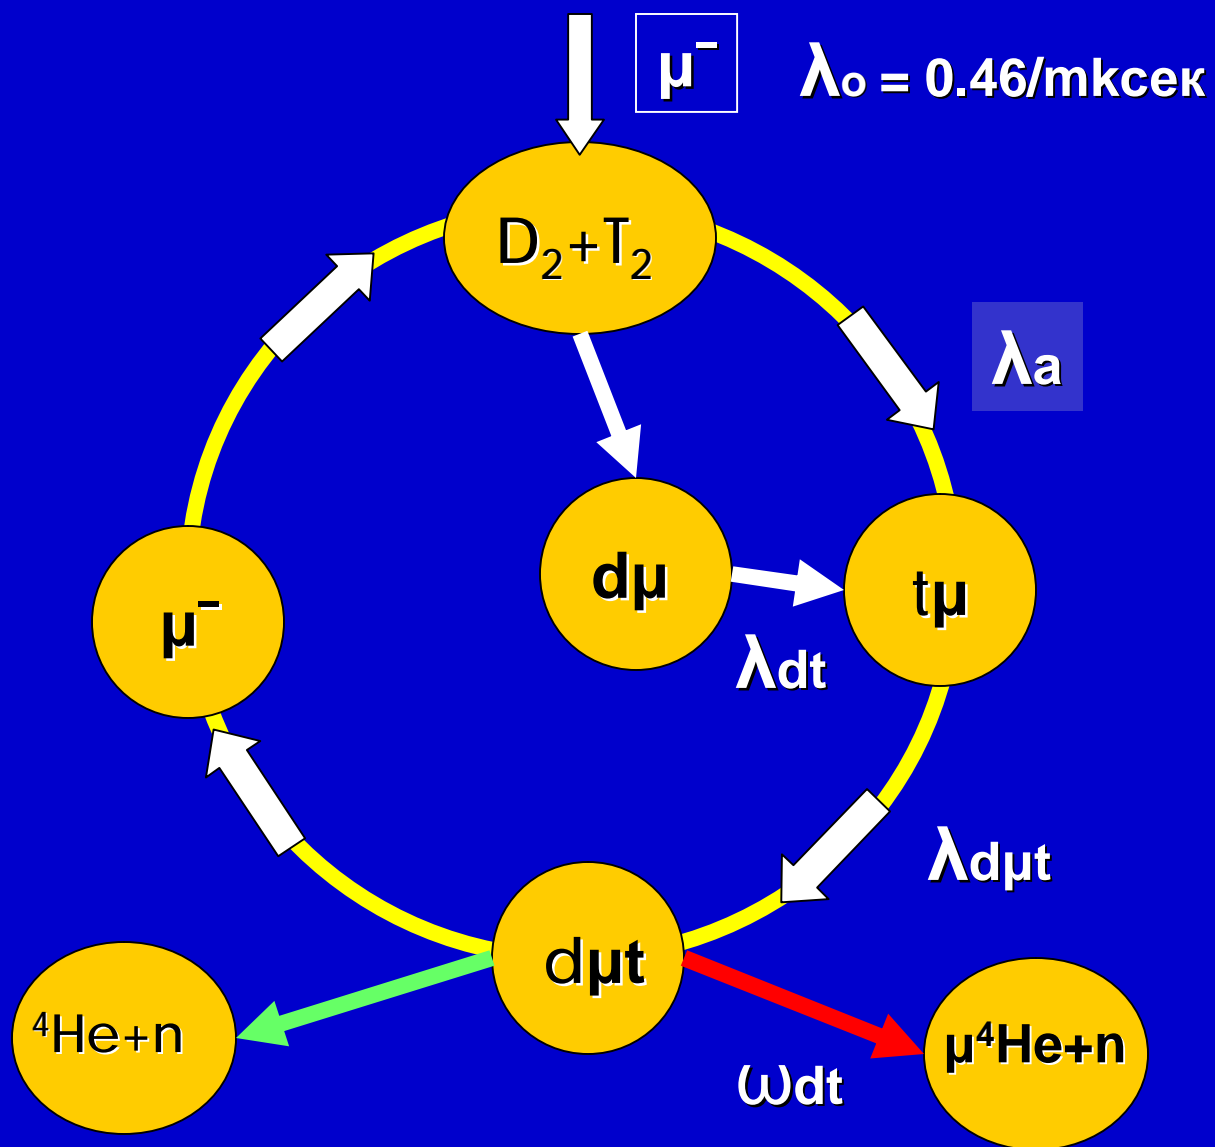 μ⁻
λo = 0.46/mkсек
D₂+T₂
λa
dμ
tμ
μ⁻
λdt
λdμt
dμt
⁴He+n
μ⁴He+n
ωdt